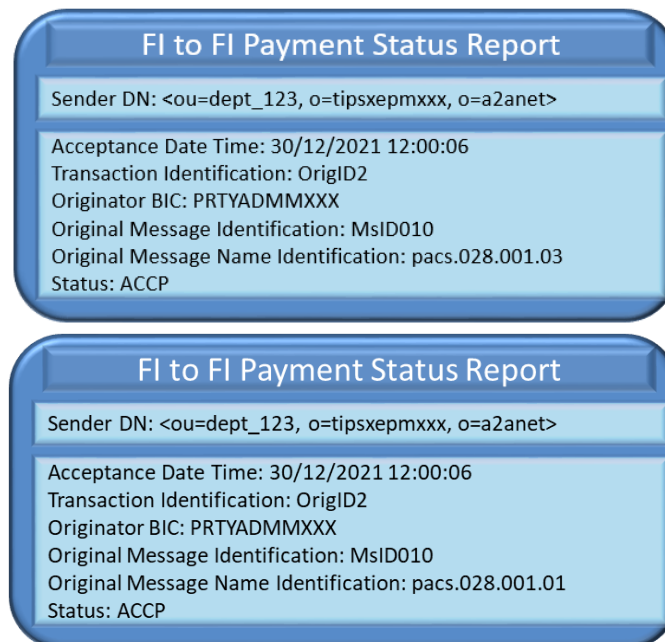 FI to FI Payment Status Report
Sender DN: <ou=dept_123, o=tipsxepmxxx, o=a2anet>
Acceptance Date Time: 30/12/2021 12:00:06
Transaction Identification: OrigID2
Originator BIC: PRTYADMMXXX
Original Message Identification: MsID010
Original Message Name Identification: pacs.028.001.03
Status: ACCP
FI to FI Payment Status Report
Sender DN: <ou=dept_123, o=tipsxepmxxx, o=a2anet>
Acceptance Date Time: 30/12/2021 12:00:06
Transaction Identification: OrigID2
Originator BIC: PRTYADMMXXX
Original Message Identification: MsID010
Original Message Name Identification: pacs.028.001.01
Status: ACCP